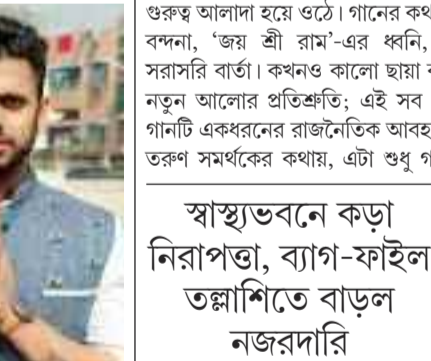 গুরুত্ব আলাদা হয়ে ওঠে। গানের কথ
বন্দনা, ‘জয় শ্রী রাম’-এর ধ্বনি,
সরাসরি বার্তা। কখনও কালো ছায়া
নতুন আলোর প্রতিশ্রুতি; এই সব
গানটি একধরনের রাজনৈতিক আবহ
তরুণ সমর্থকের কথায়, এটা শুধু গ
স্বাস্থ্যভবনে কড়া
নিরাপত্তা, ব্যাগ-ফাইল
তল্লাশিতে বাড়ল
নজরদারি